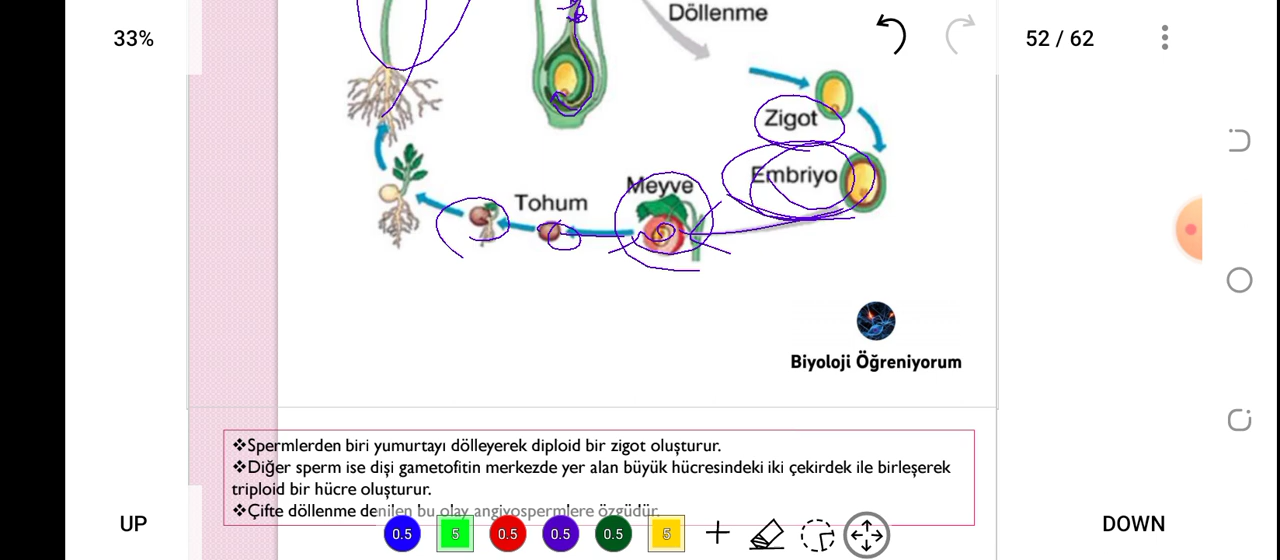 Döllenme
33%
52 / 62
Zigot
Embriyo
Meyve
Tohum
Biyoloji Öğreniyorum
❖Spermlerden biri yumurtayı dölleyerek diploid bir zigot oluşturur.
❖Diğer sperm ise dişi gametofitin merkezde yer alan büyük hücresindeki iki çekirdek ile birleşerek
triploid bir hücre oluşturur.
❖Çifte döllenme denilen bu olay angiyospermlere özgüdür.
UP
0.5
5
0.5
0.5
0.5
5
DOWN